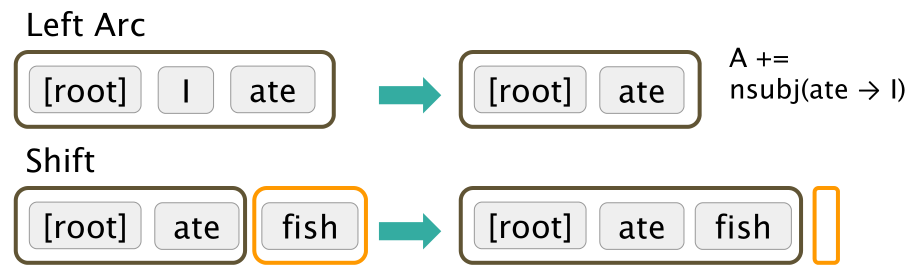 Left Arc
[root] I ate [root] ate
A +=
nsubj(ate → I)
Shift
[root] ate fish [root] ate fish